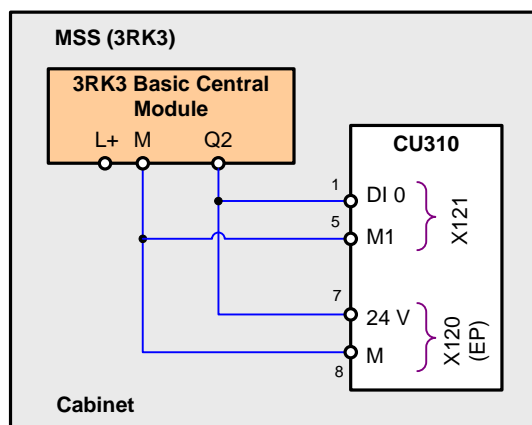 MSS (3RK3)
3RK3 Basic Central
Module
L+ M Q2
CU310
1 DI 0
5 M1
X121
7 24 V
8 M
X120
(EP)
Cabinet